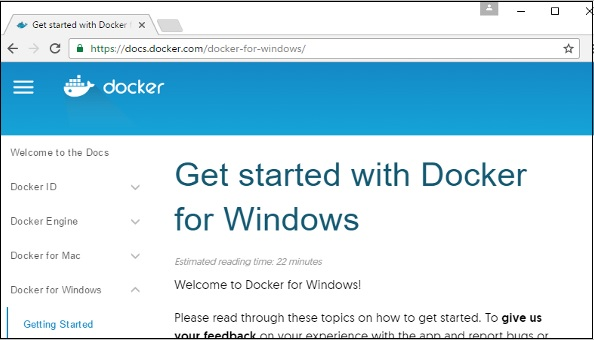 Get started with Docker
https://docs.docker.com/docker-for-windows/
docker
Welcome to the Docs
Docker ID
Docker Engine
Docker for Mac
Docker for Windows
Getting Started
Get started with Docker
for Windows
Estimated reading time: 22 minutes
Welcome to Docker for Windows!
Please read through these topics on how to get started. To give us
your feedback on your experience with the app and report bugs or